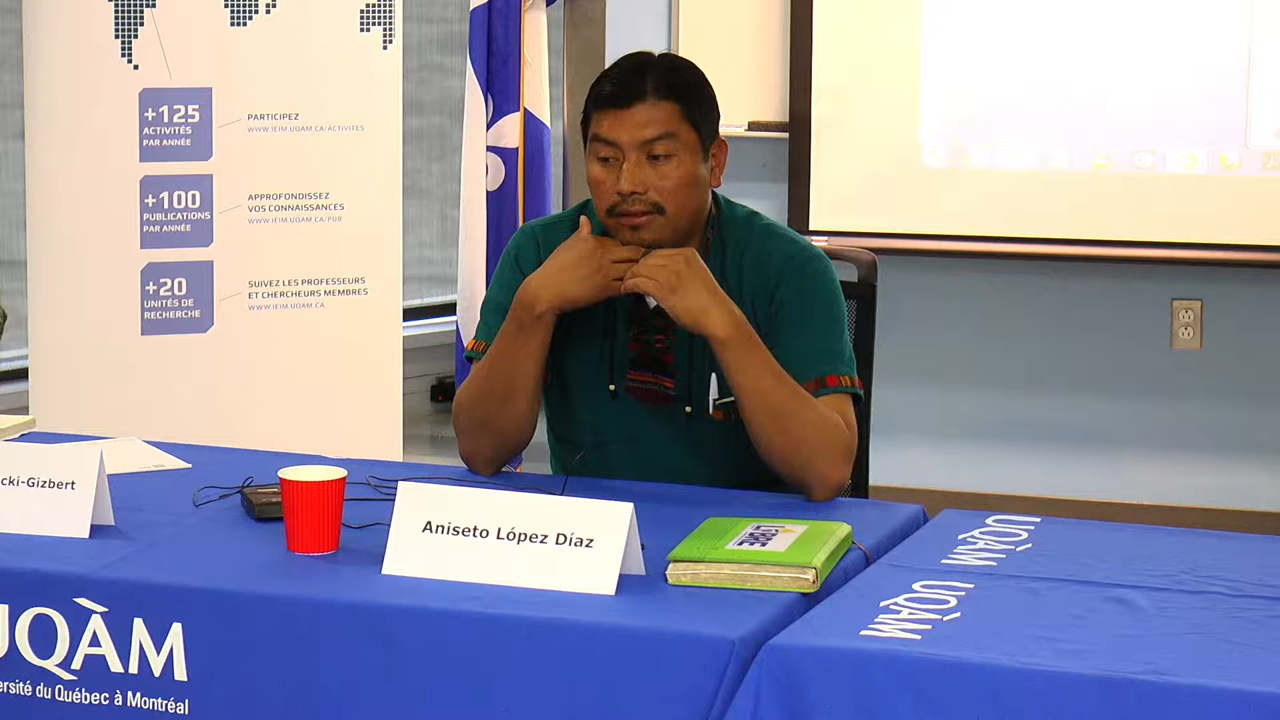 +125
ACTIVITÉS
PAR ANNÉE
PARTICIPEZ
WWW.IEIM.UQAM.CA/ACTIVITES
+100
PUBLICATIONS
PAR ANNÉE
APPROFONDISSEZ
VOS CONNAISSANCES
WWW.IEIM.UQAM.CA/PUB
+20
UNITÉS DE
RECHERCHE
SUIVEZ LES PROFESSEURS
ET CHERCHEURS MEMBRES
WWW.IEIM.UQAM.CA
cki-Gizbert
Aniseto López Díaz
LIBRE
UQÀM
UQÀM
UQÀM
ersité du Québec à Montréal